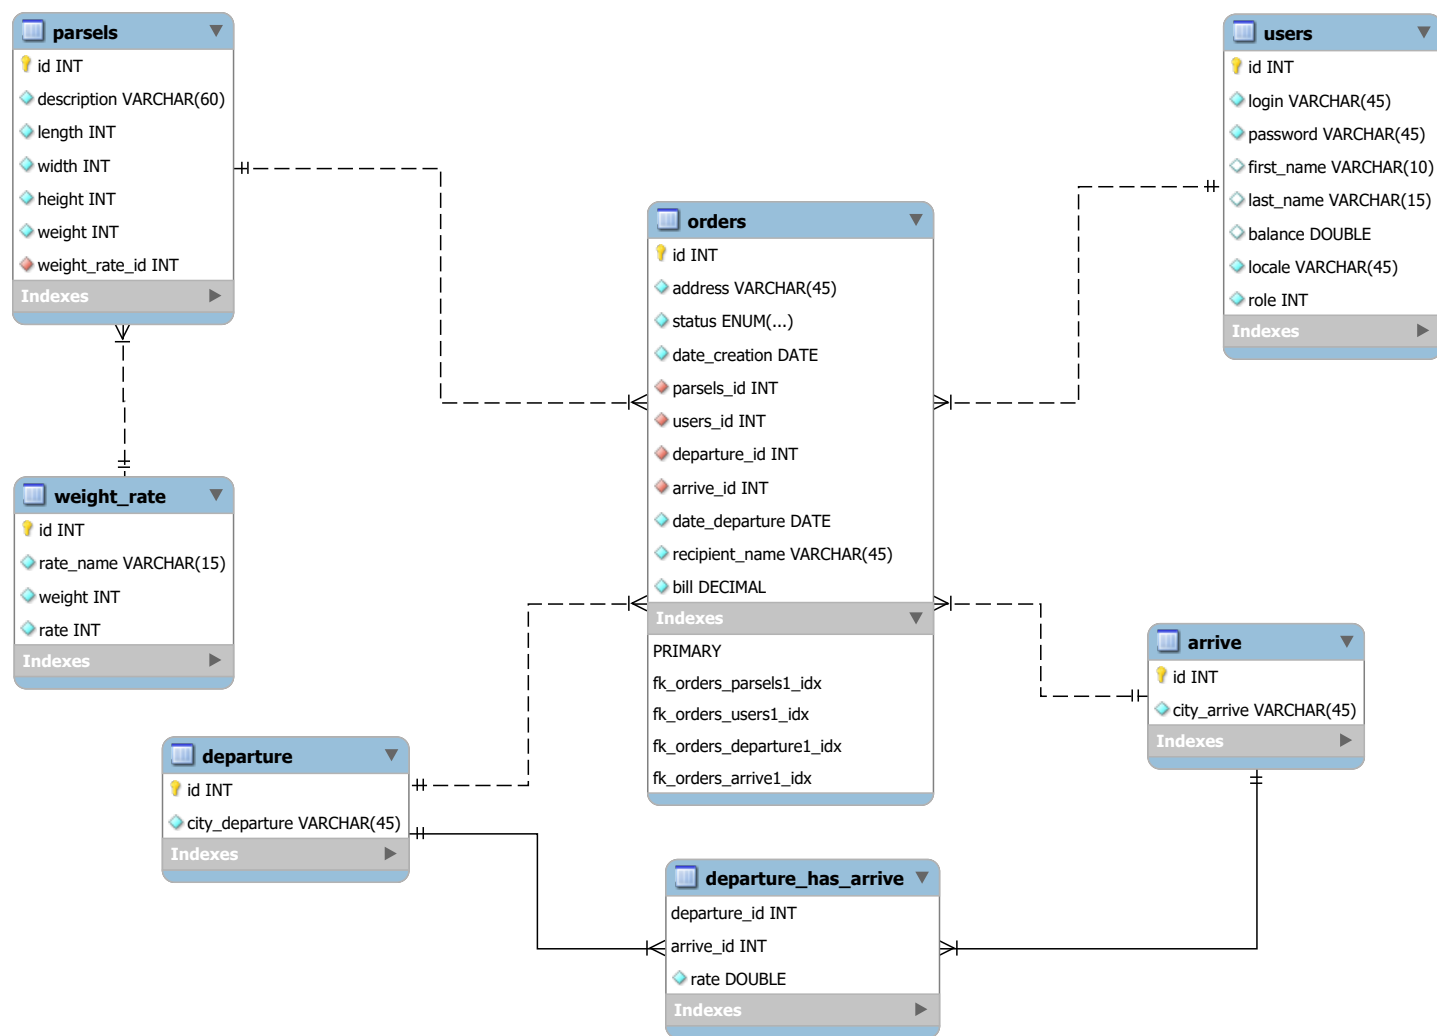 parsels
id INT
description VARCHAR(60)
length INT
width INT
height INT
weight INT
weight_rate_id INT
Indexes
users
id INT
login VARCHAR(45)
password VARCHAR(45)
first_name VARCHAR(10)
last_name VARCHAR(15)
balance DOUBLE
locale VARCHAR(45)
role INT
Indexes
orders
id INT
address VARCHAR(45)
status ENUM(...)
date_creation DATE
parsels_id INT
users_id INT
departure_id INT
arrive_id INT
date_departure DATE
recipient_name VARCHAR(45)
bill DECIMAL
Indexes
PRIMARY
fk_orders_parsels1_idx
fk_orders_users1_idx
fk_orders_departure1_idx
fk_orders_arrive1_idx
weight_rate
id INT
rate_name VARCHAR(15)
weight INT
rate INT
Indexes
arrive
id INT
city_arrive VARCHAR(45)
Indexes
departure
id INT
city_departure VARCHAR(45)
Indexes
departure_has_arrive
departure_id INT
arrive_id INT
rate DOUBLE
Indexes